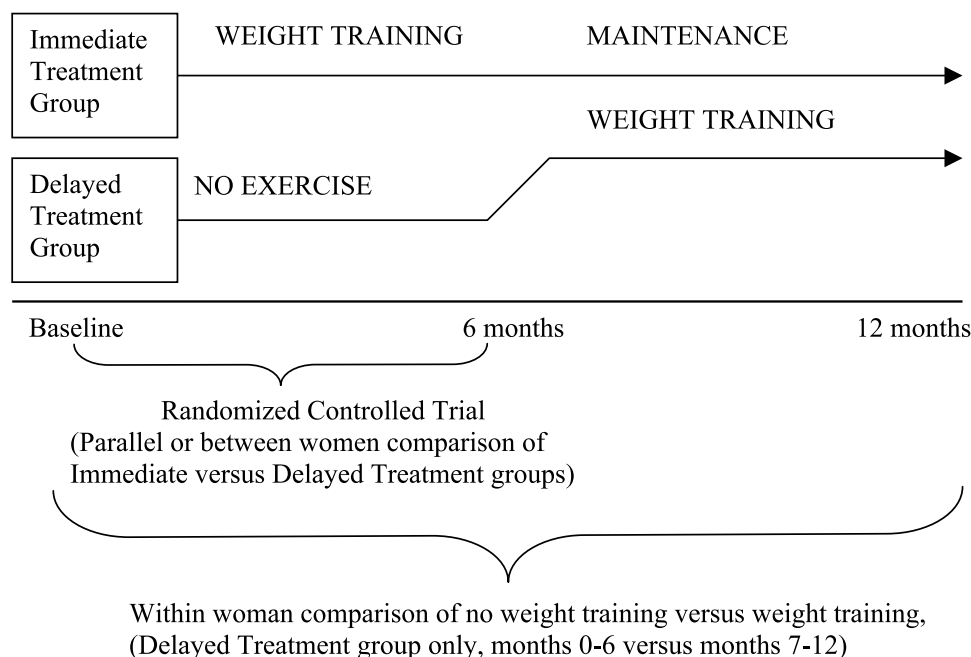 Immediate
Treatment
Group
WEIGHT TRAINING
MAINTENANCE
WEIGHT TRAINING
Delayed
Treatment
Group
NO EXERCISE
Baseline
6 months
12 months
Randomized Controlled Trial
(Parallel or between women comparison of
Immediate versus Delayed Treatment groups)
Within woman comparison of no weight training versus weight training,
(Delayed Treatment group only, months 0-6 versus months 7-12)